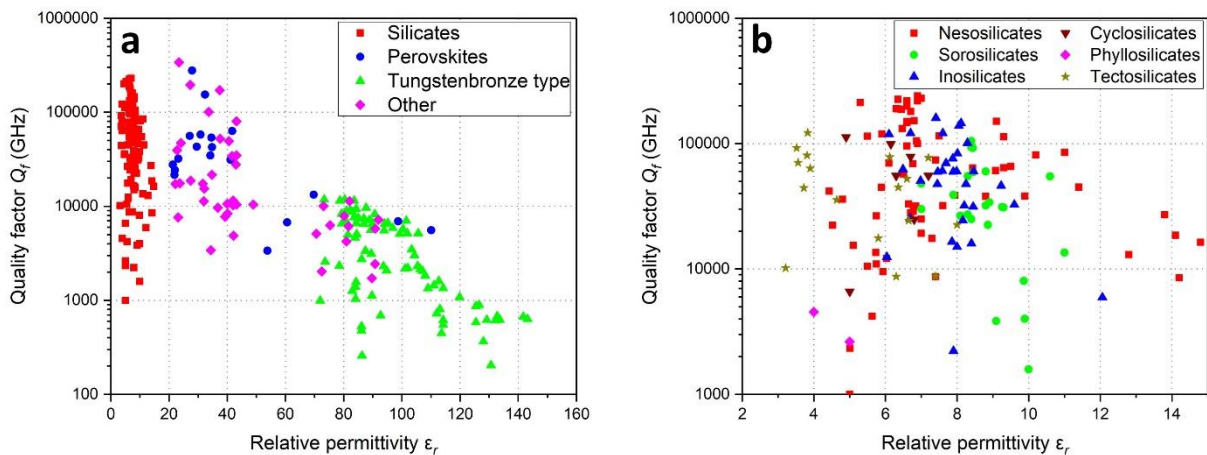 a
Silicates
Perovskites
Tungstenbronze type
Other
Quality factor Qf (GHz)
1000000
100000
10000
1000
100
0 20 40 60 80 100 120 140 160
Relative permittivity εr
b
Nesosilicates
Sorosilicates
Inosilicates
Cyclosilicates
Phyllosilicates
Tectosilicates
Quality factor Qf (GHz)
1000000
100000
10000
1000
2 4 6 8 10 12 14
Relative permittivity εr